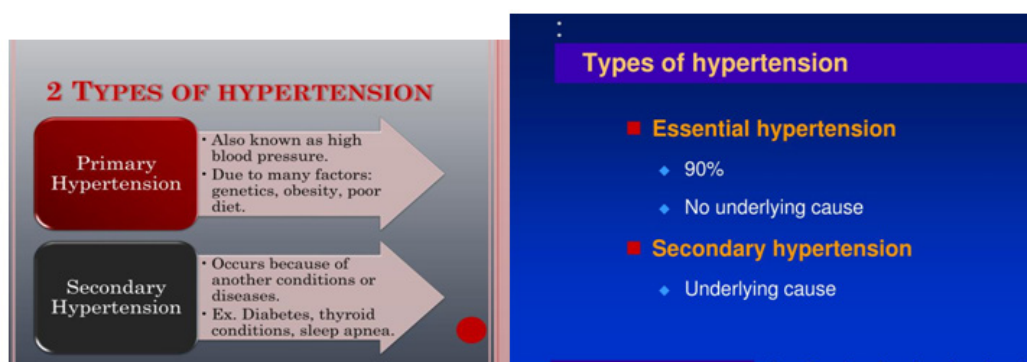 2 TYPES OF HYPERTENSION
Primary
Hypertension
• Also known as high
blood pressure.
• Due to many factors:
genetics, obesity, poor
diet.
Secondary
Hypertension
• Occurs because of
another conditions or
diseases.
• Ex. Diabetes, thyroid
conditions, sleep apnea.
Types of hypertension
Essential hypertension
90%
No underlying cause
Secondary hypertension
Underlying cause